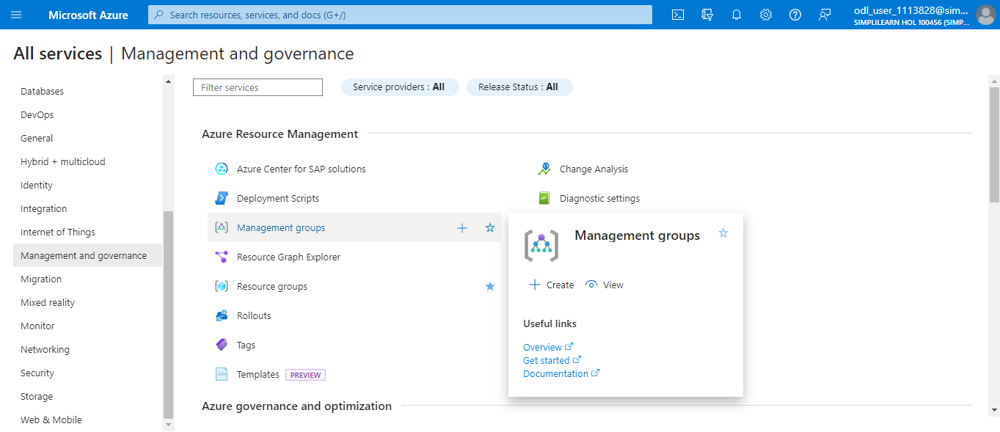 Microsoft Azure
Search resources, services, and docs (G+/)
odl_user_1113828@sim...
SIMPLILEARN HOL 100456 (SIMP...
All services | Management and governance
Databases
DevOps
General
Hybrid + multicloud
Identity
Integration
Internet of Things
Management and governance
Migration
Mixed reality
Monitor
Networking
Security
Storage
Web & Mobile
Filter services
Service providers : All
Release Status : All
Azure Resource Management
Azure Center for SAP solutions
Change Analysis
Deployment Scripts
Diagnostic settings
Management groups
Resource Graph Explorer
Resource groups
Rollouts
Tags
Templates PREVIEW
Management groups
Create
View
Useful links
Overview
Get started
Documentation
Azure governance and optimization